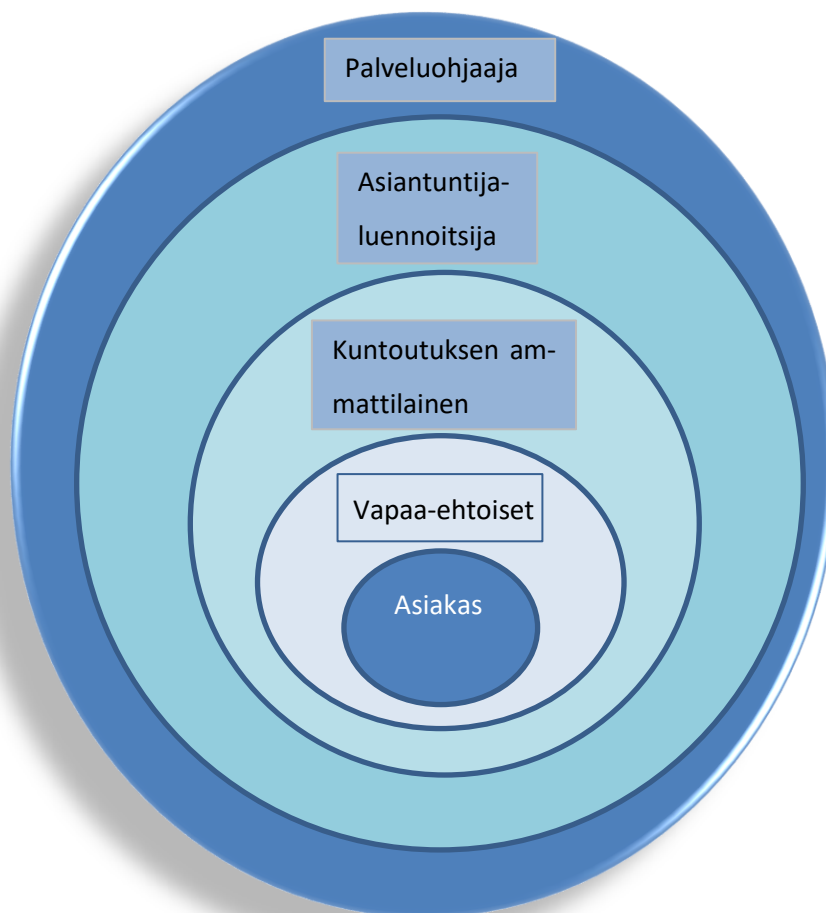 Palveluohjaaja
Asiantuntija-
luennoitsija
Kuntoutuksen am-
mattilainen
Vapaa-ehtoiset
Asiakas